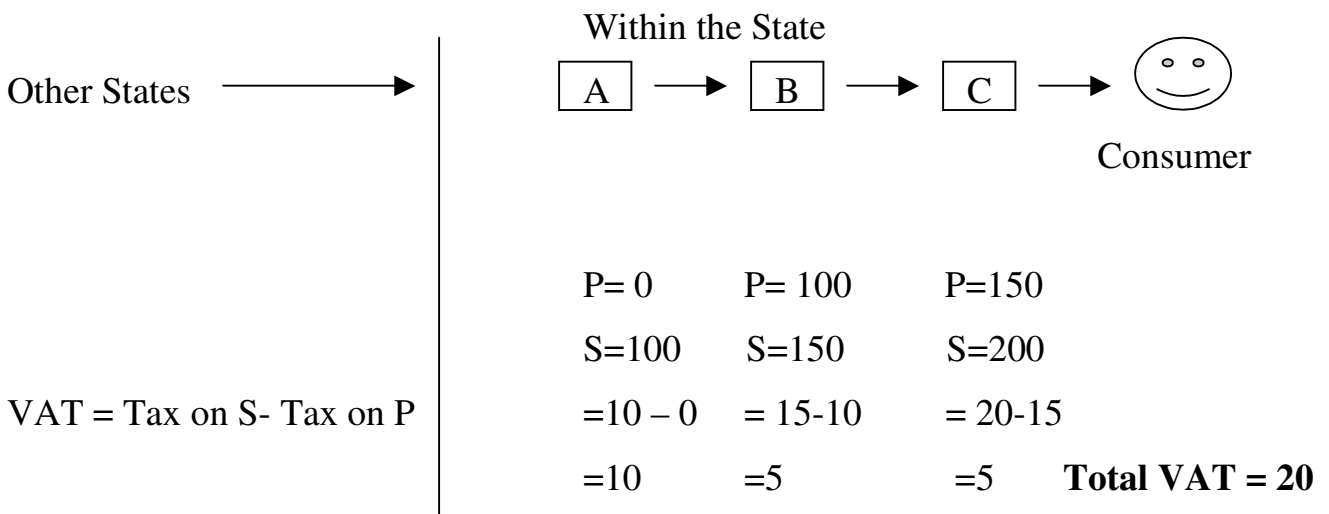 Within the State
Other States A B C
Consumer
P= 0 P= 100 P=150
S=100 S=150 S=200
VAT = Tax on S- Tax on P =10 – 0 = 15-10 = 20-15
=10 =5 =5 Total VAT = 20